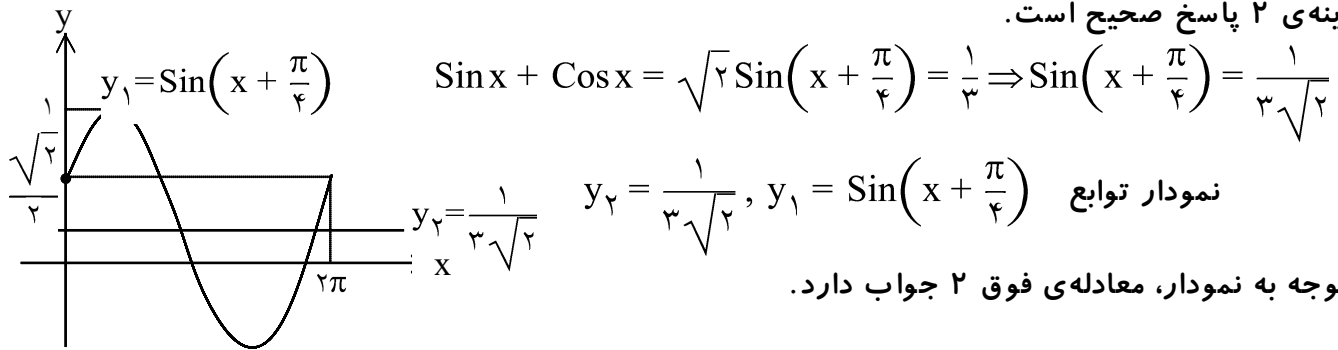 پاسخ صحیح است. ۲
Sin x + Cos x = √۲ Sin(x + π/۴) = ۱/۳ ⇒ Sin(x + π/۴) = ۱/(۳√۲)
نمودار توابع y₁ = Sin(x + π/۴) , y₂ = ۱/(۳√۲)
به نمودار، معادله‌ی فوق ۲ جواب دارد.
y
y₁=Sin(x + π/۴)
۱
√۲/۲
y₂=۱/(۳√۲)
x
۲π